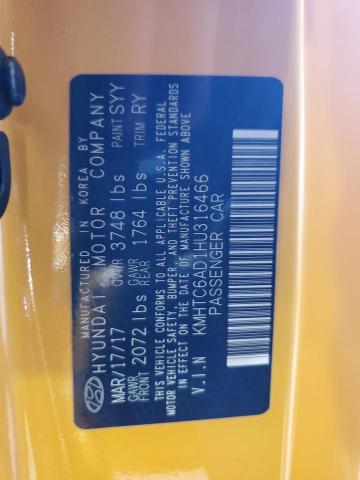 MANUFACTURED IN KOREA BY
HYUNDAI MOTOR COMPANY
MAR/17/17 GVWR 3748 lbs PAINT SYY
GAWR FRONT 2072 lbs GAWR REAR 1764 lbs TRIM RY
THIS VEHICLE CONFORMS TO ALL APPLICABLE U.S.A. FEDERAL
MOTOR VEHICLE SAFETY, BUMPER, AND THEFT PREVENTION STANDARDS
IN EFFECT ON THE DATE OF MANUFACTURE SHOWN ABOVE
V.I.N KMHTC6AD1HU316466
PASSENGER CAR